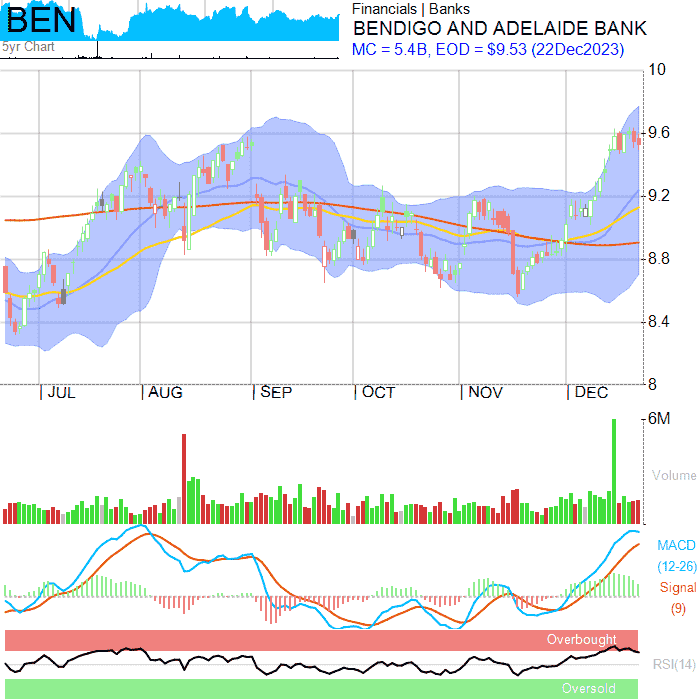 BEN
5yr Chart
Financials | Banks
BENDIGO AND ADELAIDE BANK
MC = 5.4B, EOD = $9.53 (22Dec2023)
10
9.6
9.2
8.8
8.4
8
JUL AUG SEP OCT NOV DEC
6M
Volume
MACD
(12-26)
Signal
(9)
Overbought
RSI(14)
Oversold